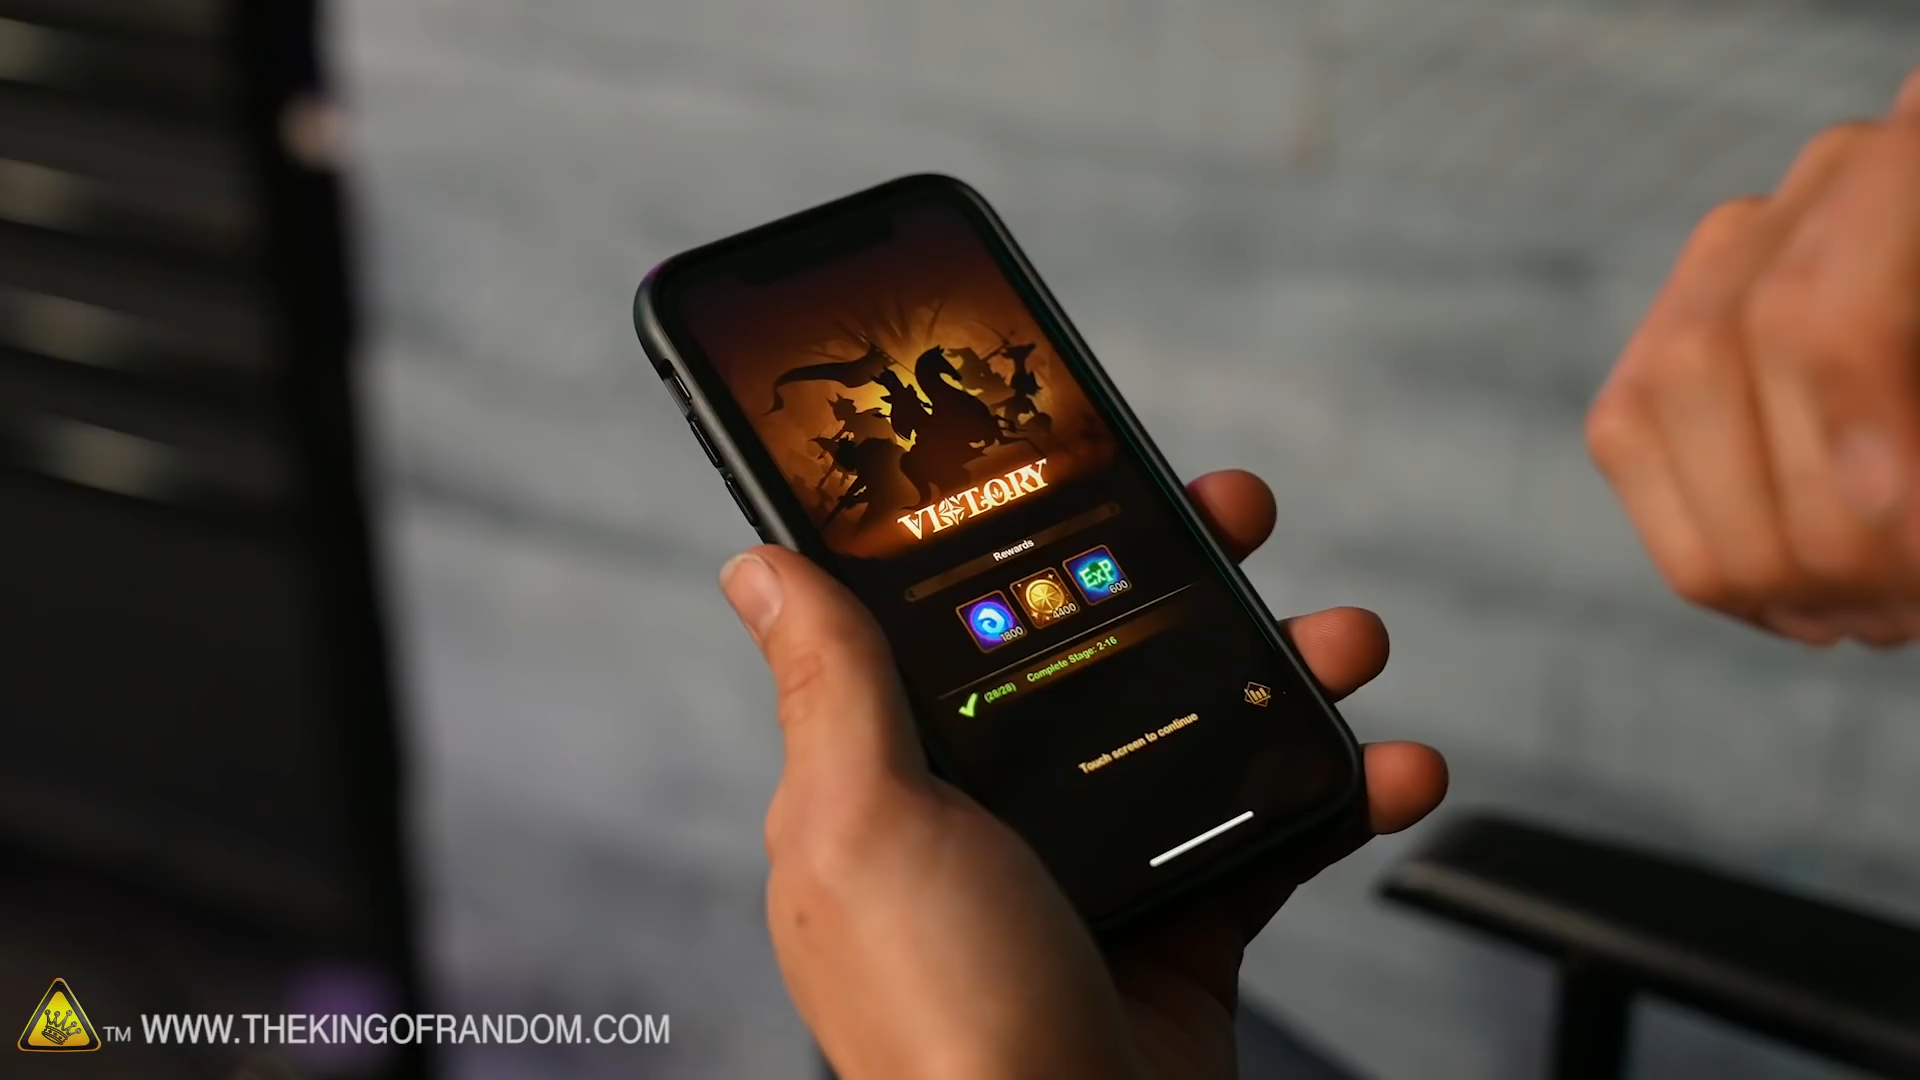 VICTORY
Rewards
1800
4400
EXP
600
(28/28) Complete Stage: 2-16
Touch screen to continue
TM WWW.THEKINGOFRANDOM.COM